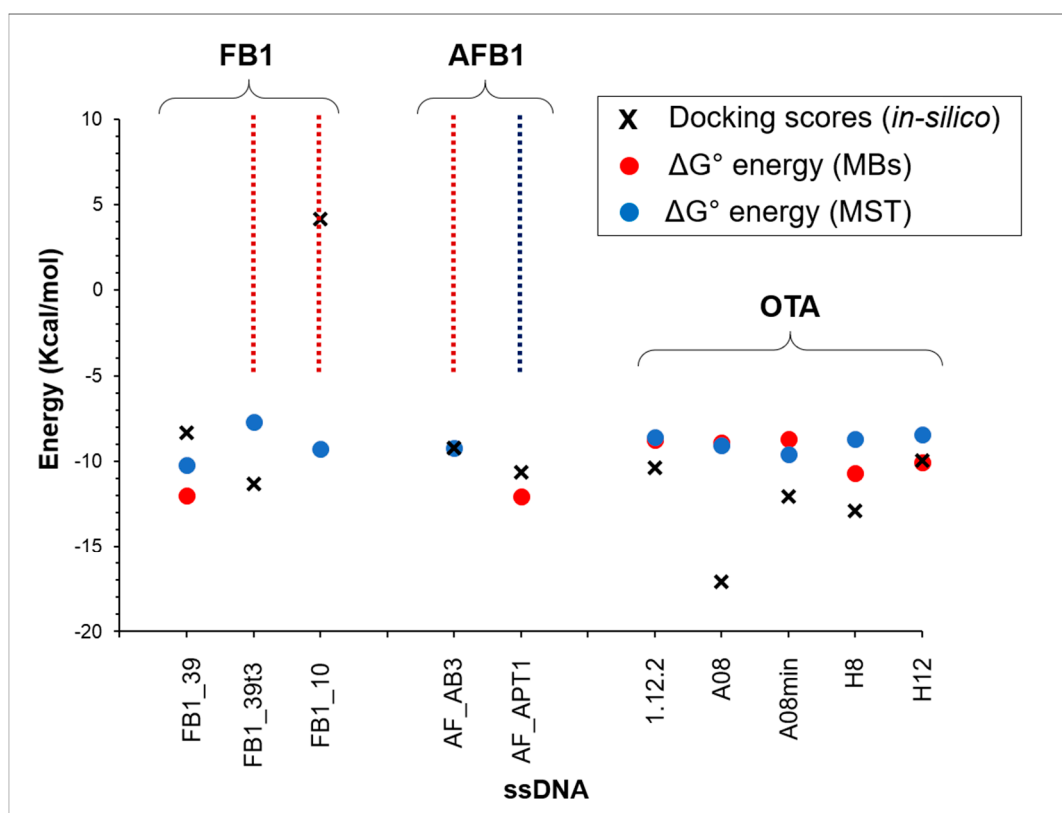 FB1
AFB1
Docking scores (in-silico)
ΔG° energy (MBs)
ΔG° energy (MST)
OTA
Energy (Kcal/mol)
10
5
0
-5
-10
-15
-20
FB1_39
FB1_39t3
FB1_10
AF_AB3
AF_APT1
1.12.2
A08
A08min
H8
H12
ssDNA